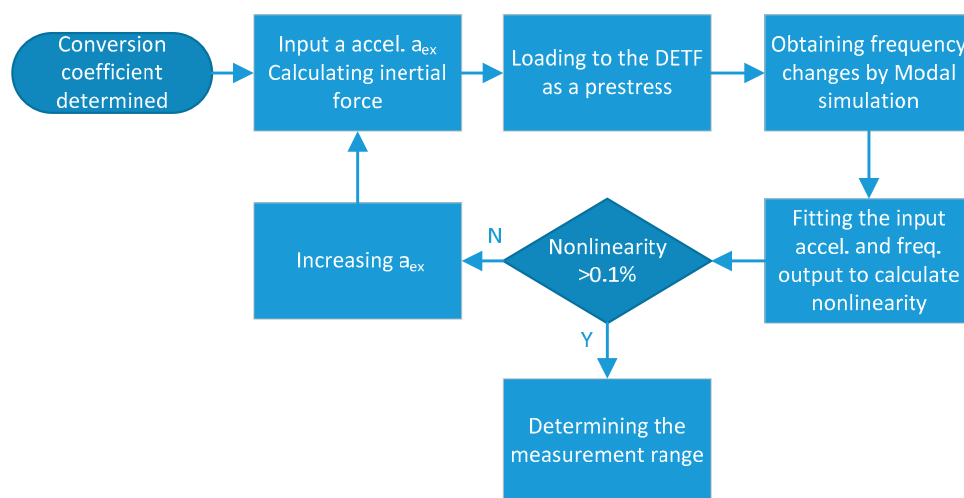 Conversion
coefficient
determined
Input a accel. aex
Calculating inertial
force
Loading to the DETF
as a prestress
Obtaining frequency
changes by Modal
simulation
Fitting the input
accel. and freq.
output to calculate
nonlinearity
Nonlinearity
>0.1%
N
Increasing aex
Y
Determining the
measurement range